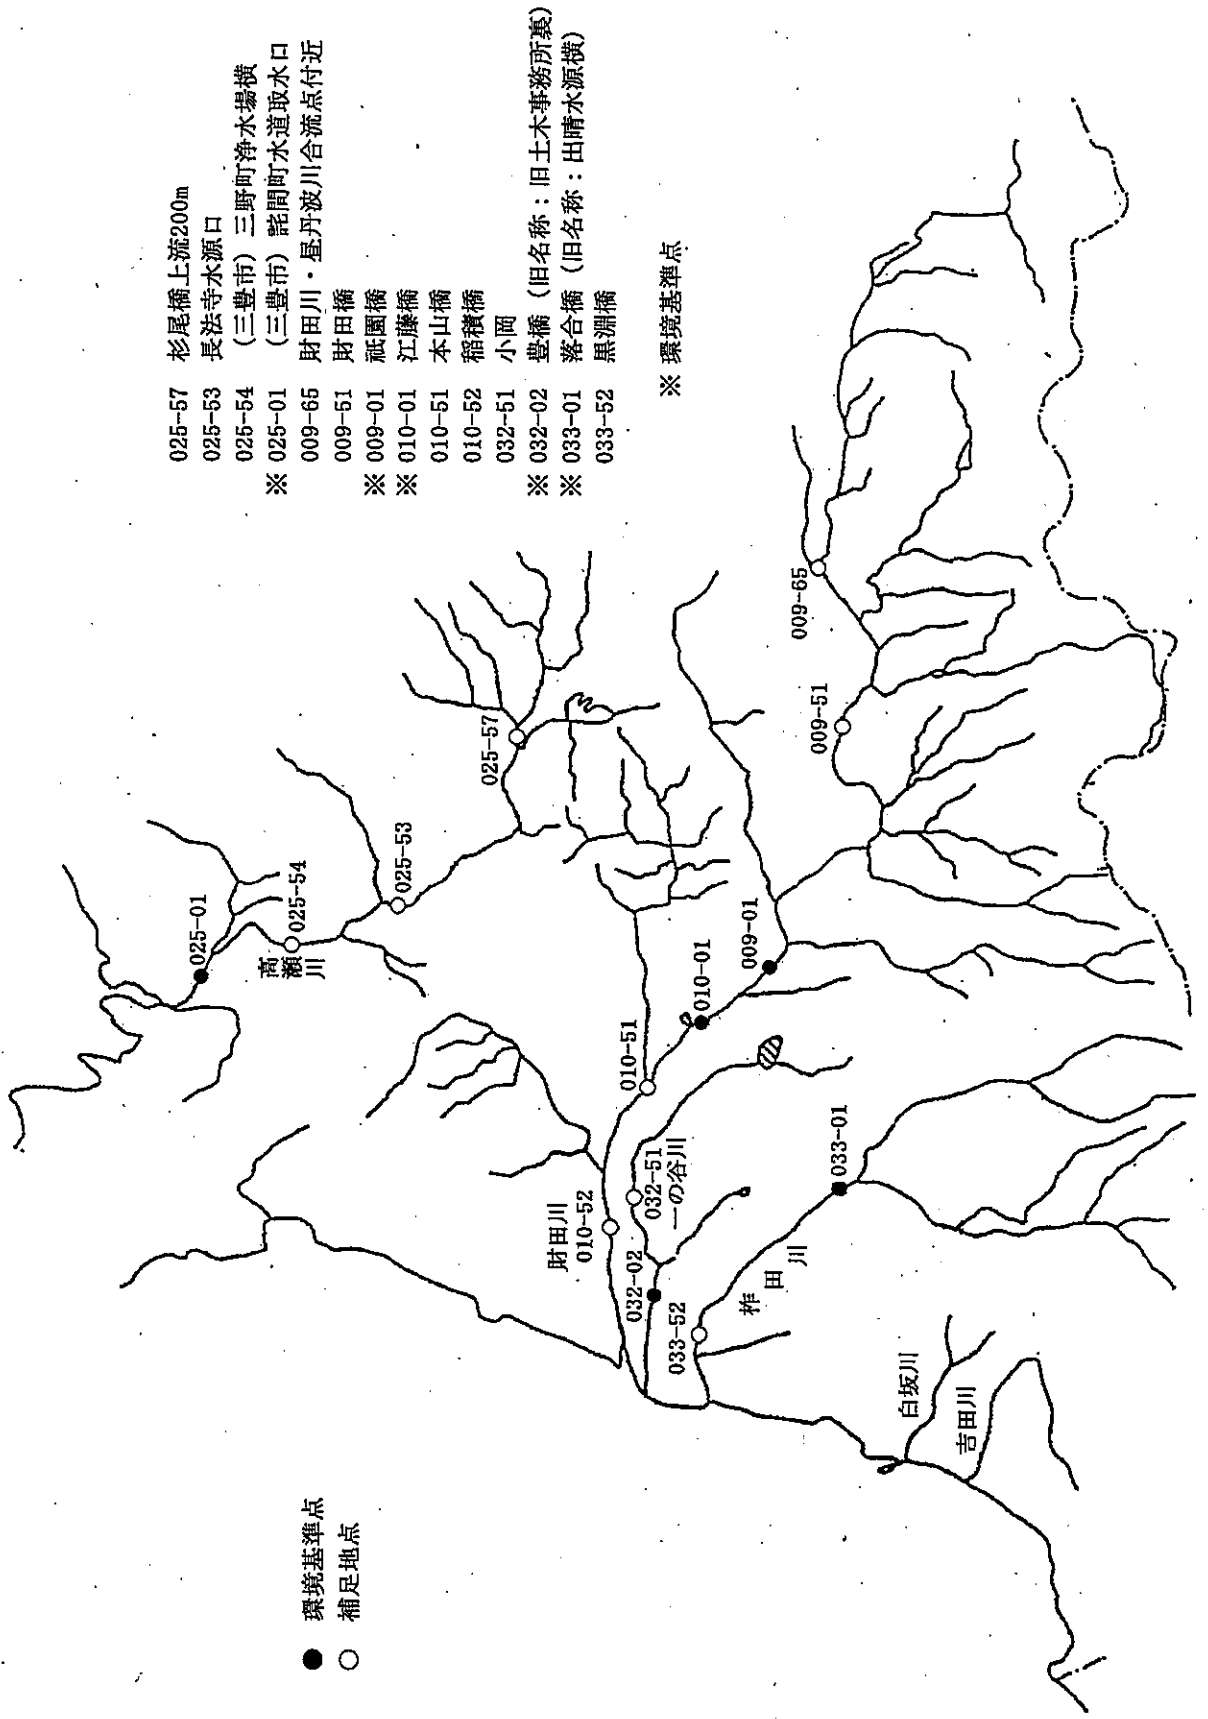 025-57 杉尾橋上流200m
025-53 長法寺水源口
025-54 (三豊市) 三野町浄水場横
※ 025-01 (三豊市) 詫間町水道取水口
009-65 財田川・昼丹波川合流点付近
009-51 財田橋
※ 009-01 祇園橋
※ 010-01 江藤橋
010-51 本山橋
010-52 稲積橋
032-51 小岡
※ 032-02 豊橋 (旧名称:旧土木事務所裏)
※ 033-01 落合橋 (旧名称:出晴水源横)
033-52 黒淵橋
※ 環境基準点
025-01
高瀬川
025-54
025-53
025-57
009-65
009-51
009-01
010-01
010-51
財田川
010-52
032-51
一の谷川
032-02
033-52
033-01
柞田川
白坂川
吉田川
● 環境基準点
○ 補足地点